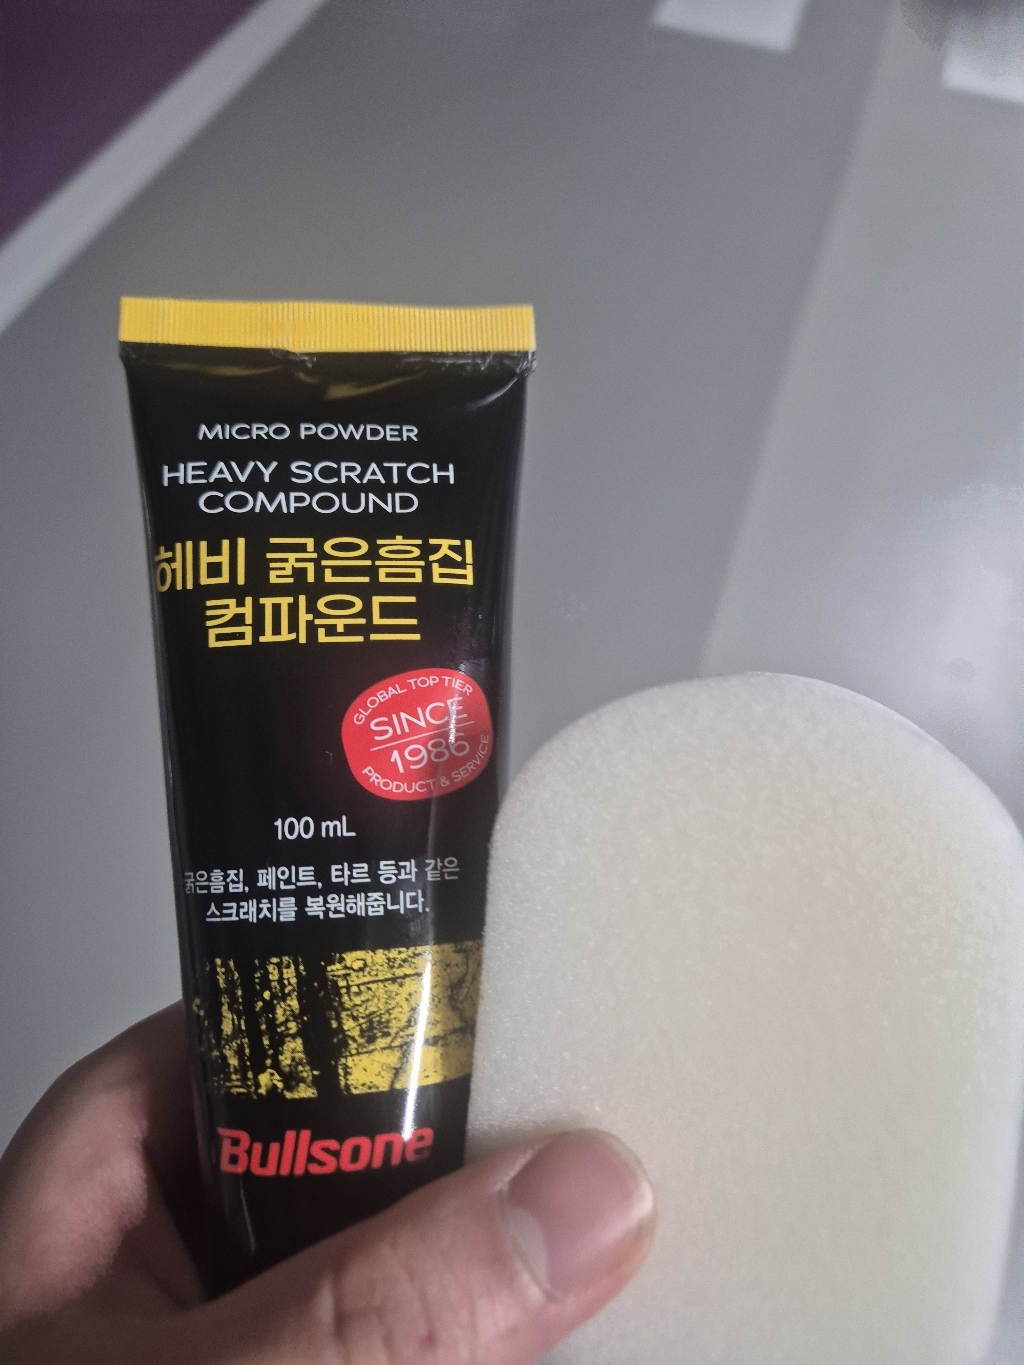 MICRO POWDER
HEAVY SCRATCH
COMPOUND
헤비 굵은흠집
컴파운드
GLOBAL TOP TIER
SINCE
1986
PRODUCT & SERVICE
100 mL
굵은흠집, 페인트, 타르 등과 같은
스크래치를 복원해줍니다.
Bullsone